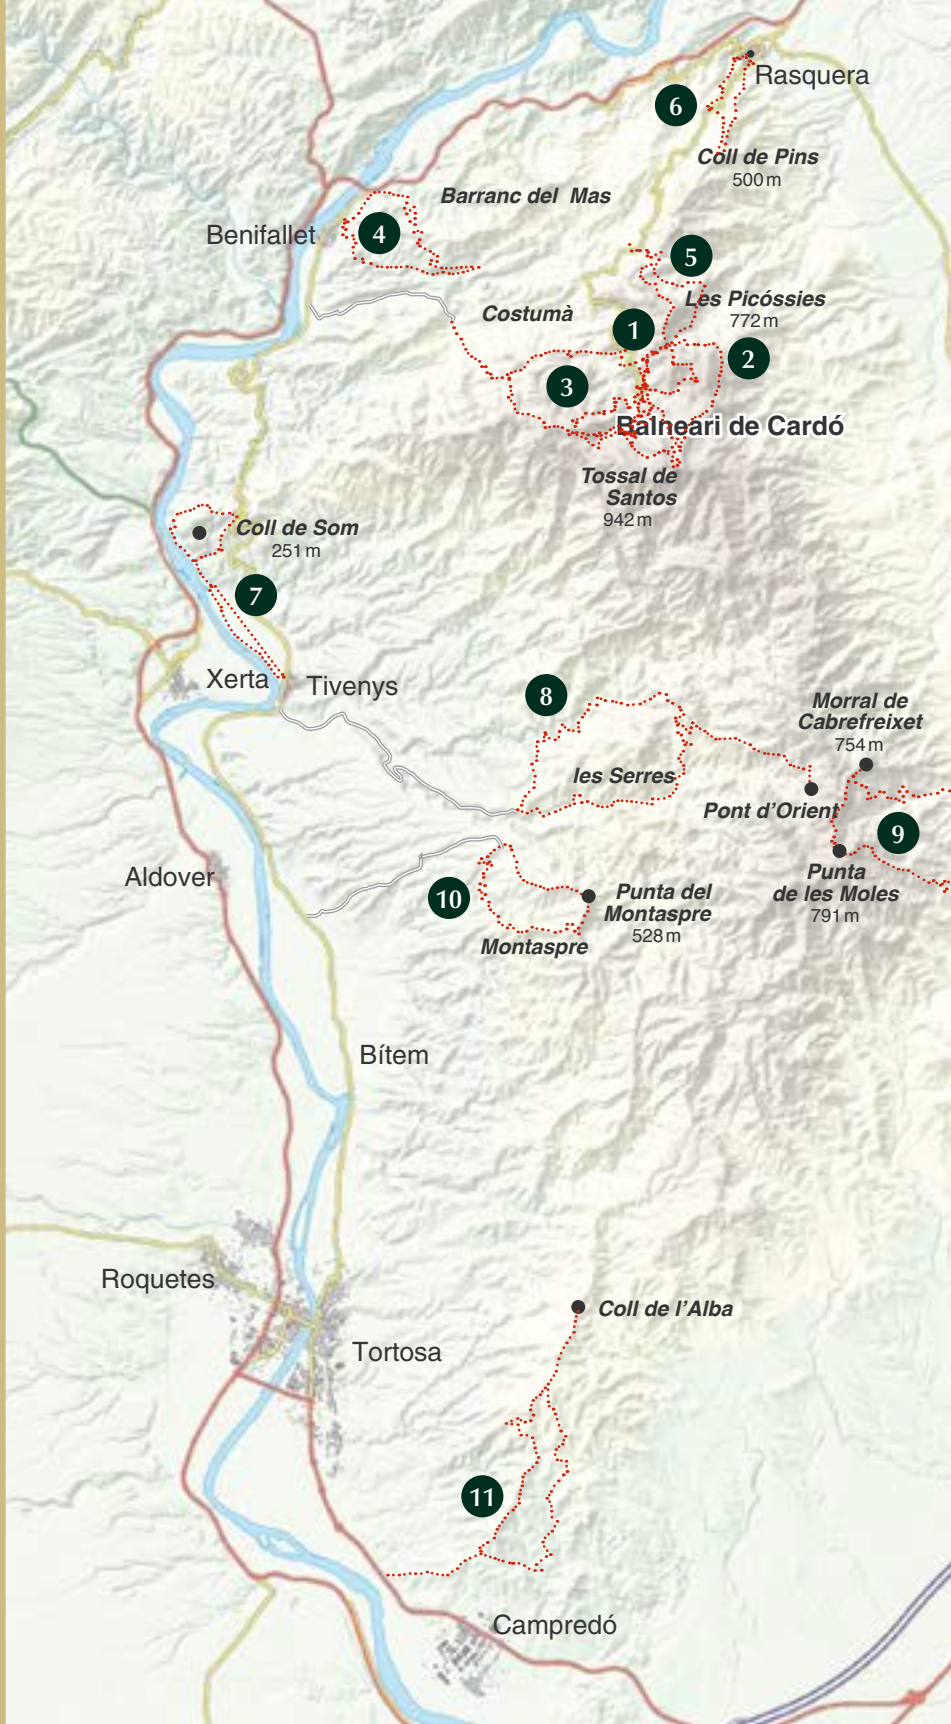 Rasquera
6
Coll de Pins
500 m
Barranc del Mas
Benifallet
4
5
Les Picóssies
772 m
Costumà
1
2
3
Balneari de Cardó
Tossal de
Santos
942 m
Coll de Som
251 m
7
Xerta
Tivenys
8
Morral de
Cabrefreixet
754 m
les Serres
Pont d'Orient
9
Aldover
10
Punta
de les Moles
791 m
Punta del
Montaspre
528 m
Montaspre
Bítem
Roquetes
Coll de l'Alba
Tortosa
11
Campredó